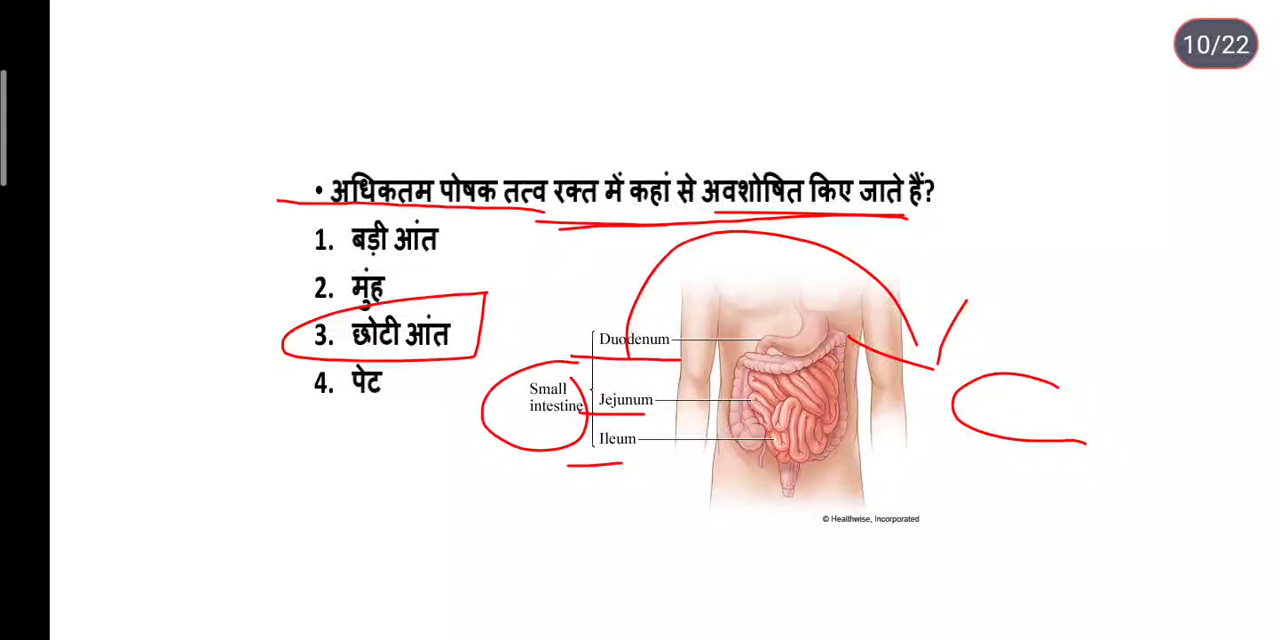 10/22
• अधिकतम पोषक तत्व रक्त में कहां से अवशोषित किए जाते हैं?
1. बड़ी आंत
2. मुंह
3. छोटी आंत
4. पेट
Duodenum
Small
intestine
Jejunum
Ileum
© Healthwise, Incorporated